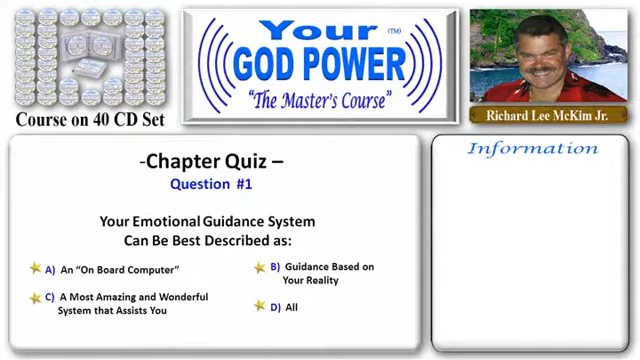 Your (TM)
GOD POWER
"The Master's Course"
Course on 40 CD Set
Richard Lee McKim Jr.
-Chapter Quiz –
Question #1
Your Emotional Guidance System
Can Be Best Described as:
A) An "On Board Computer"
B) Guidance Based on
Your Reality
C) A Most Amazing and Wonderful
System that Assists You
D) All
Information